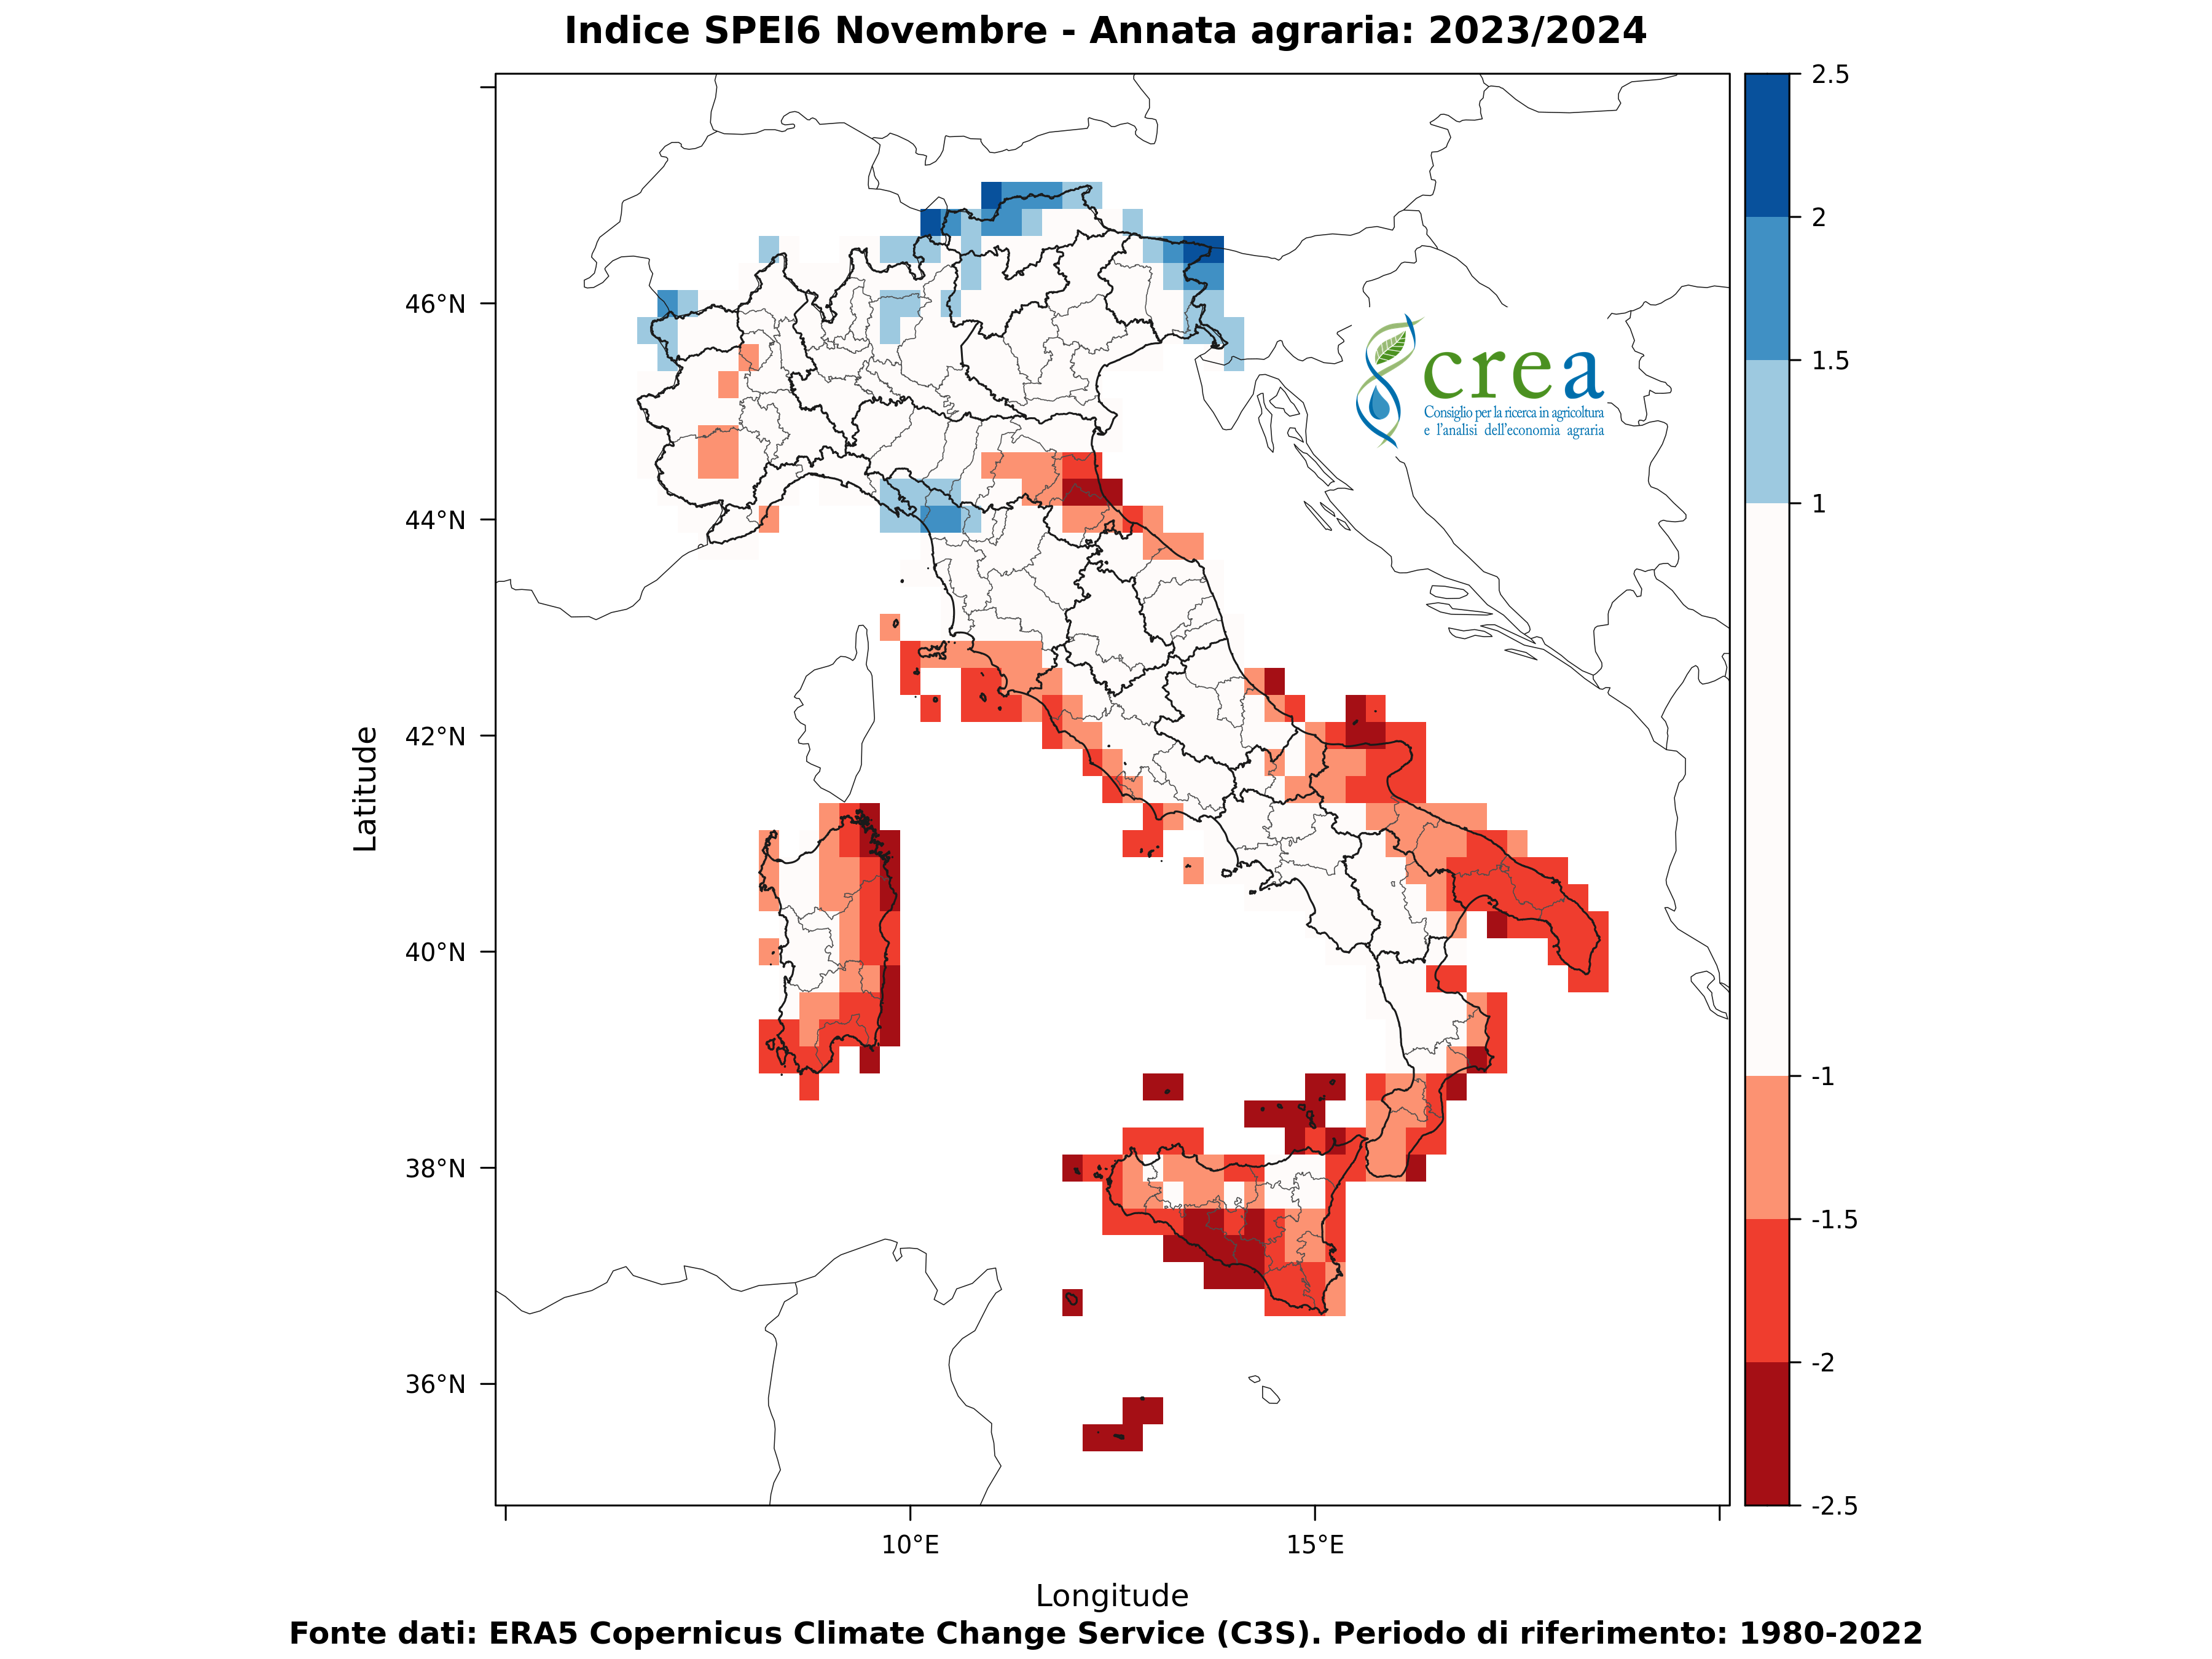 Indice SPEI6 Novembre - Annata agraria: 2023/2024
2.5
2
1.5
1
-1
-1.5
-2
-2.5
46°N
44°N
42°N
40°N
38°N
36°N
Latitude
crea
Consiglio per la ricerca in agricoltura
e l'analisi dell'economia agraria
10°E 15°E
Longitude
Fonte dati: ERA5 Copernicus Climate Change Service (C3S). Periodo di riferimento: 1980-2022